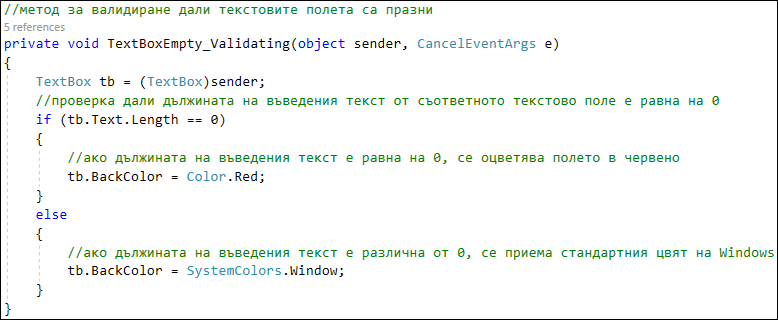 //метод за валидиране дали текстовите полета са празни
5 references
private void TextBoxEmpty_Validating(object sender, CancelEventArgs e)
{
TextBox tb = (TextBox)sender;
//проверка дали дължината на въведения текст от съответното текстово поле е равна на 0
if (tb.Text.Length == 0)
{
//ако дължината на въведения текст е равна на 0, се оцветява полето в червено
tb.BackColor = Color.Red;
}
else
{
//ако дължината на въведения текст е различна от 0, се приема стандартния цвят на Windows
tb.BackColor = SystemColors.Window;
}
}